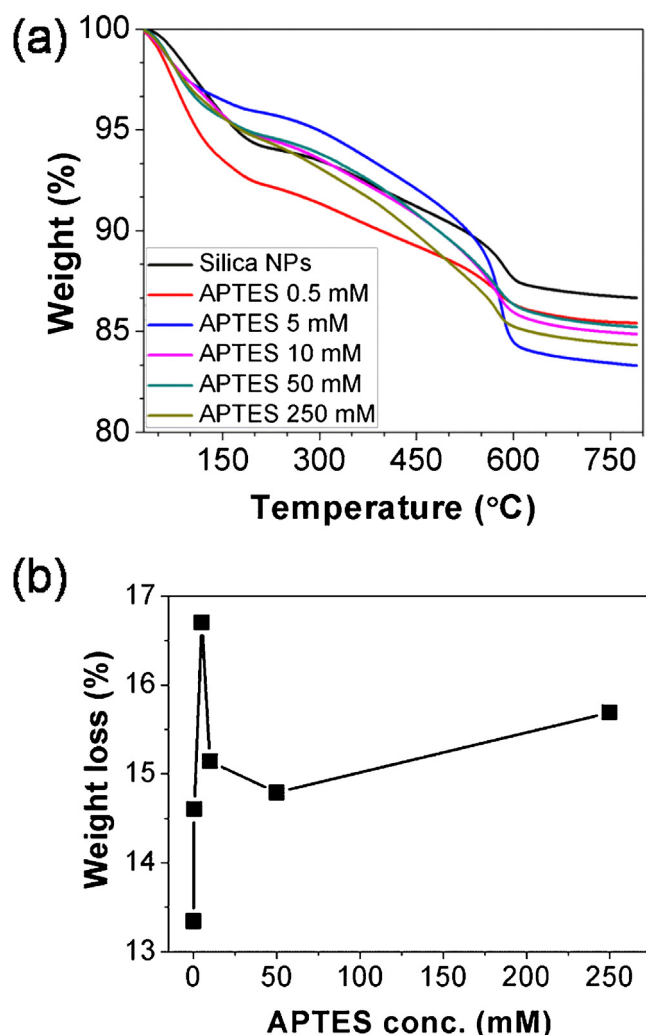 (a)
100
95
90
85
80
Weight (%)
Silica NPs
APTES 0.5 mM
APTES 5 mM
APTES 10 mM
APTES 50 mM
APTES 250 mM
150 300 450 600 750
Temperature (°C)
(b)
17
16
15
14
13
Weight loss (%)
0 50 100 150 200 250
APTES conc. (mM)